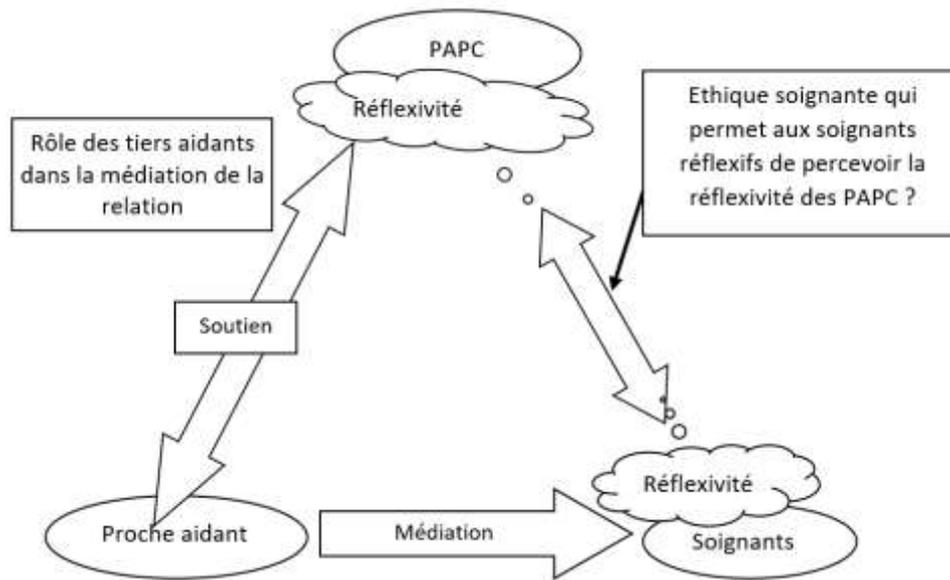 PAPC
Réflexivité
Rôle des tiers aidants
dans la médiation de la
relation
Ethique soignante qui
permet aux soignants
réflexifs de percevoir la
réflexivité des PAPC ?
Soutien
Réflexivité
Proche aidant
Médiation
Soignants